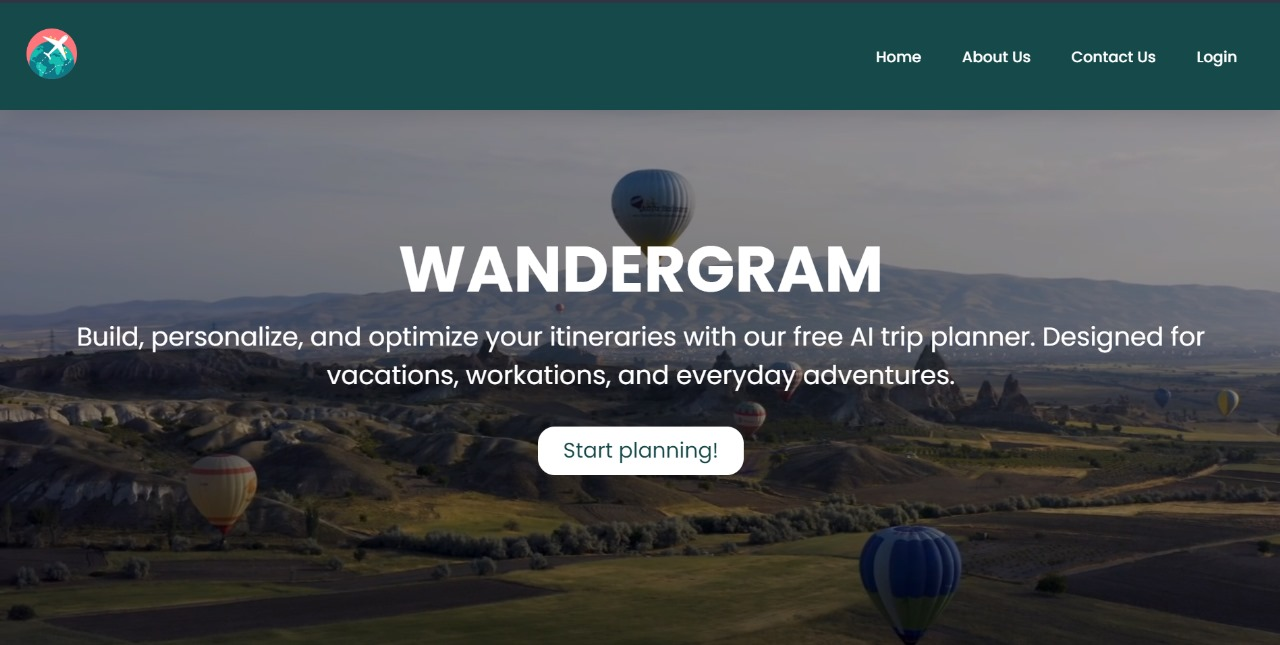 Home About Us Contact Us Login
WANDERGRAM
Build, personalize, and optimize your itineraries with our free AI trip planner. Designed for
vacations, workations, and everyday adventures.
Start planning!